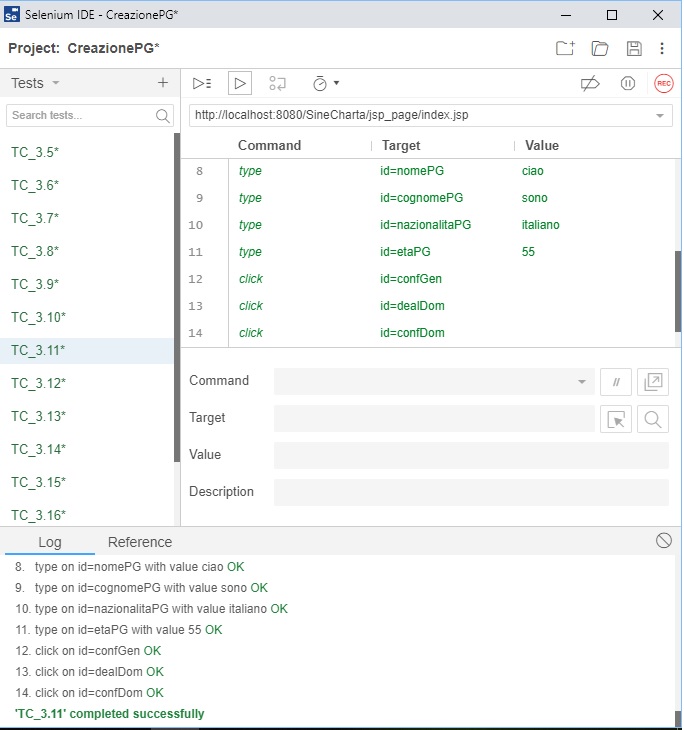 Selenium IDE - CreazionePG*
Project: CreazionePG*
Tests
Search tests...
TC_3.5*
TC_3.6*
TC_3.7*
TC_3.8*
TC_3.9*
TC_3.10*
TC_3.11*
TC_3.12*
TC_3.13*
TC_3.14*
TC_3.15*
TC_3.16*
REC
http://localhost:8080/SineCharta/jsp_page/index.jsp
Command Target Value
8 type id=nomePG ciao
9 type id=cognomePG sono
10 type id=nazionalitaPG italiano
11 type id=etaPG 55
12 click id=confGen
13 click id=dealDom
14 click id=confDom
Command
//
Target
Value
Description
Log Reference
8. type on id=nomePG with value ciao OK
9. type on id=cognomePG with value sono OK
10. type on id=nazionalitaPG with value italiano OK
11. type on id=etaPG with value 55 OK
12. click on id=confGen OK
13. click on id=dealDom OK
14. click on id=confDom OK
'TC_3.11' completed successfully